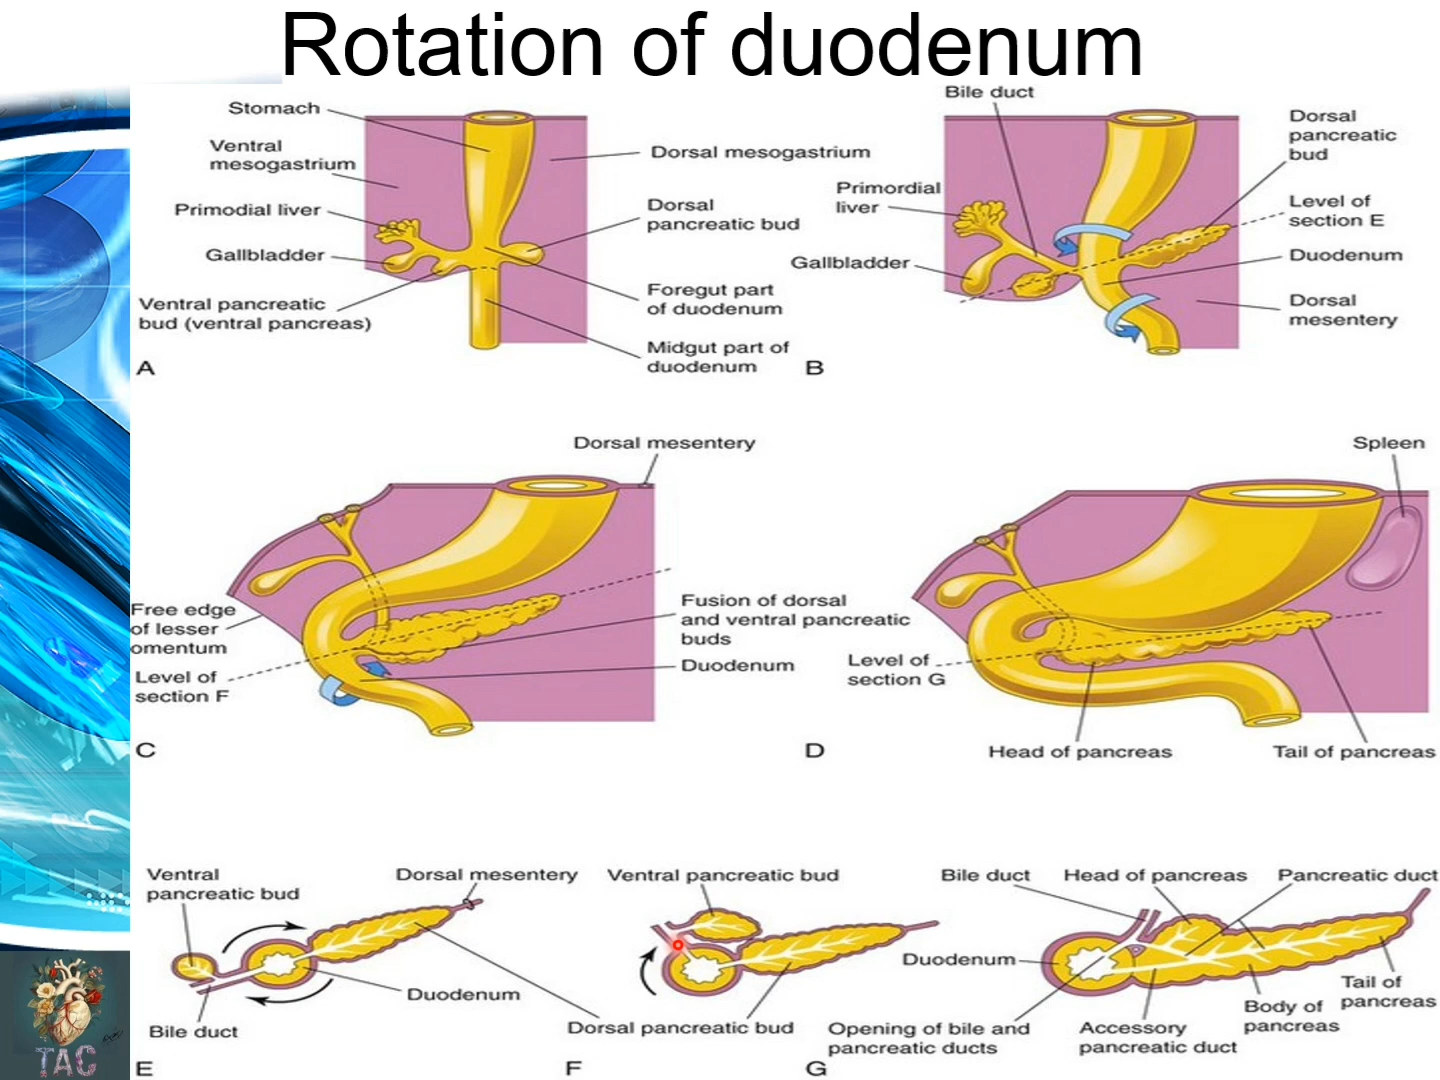 Rotation of duodenum
Stomach
Ventral
mesogastrium
Primodial liver
Gallbladder
Ventral pancreatic
bud (ventral pancreas)
Dorsal mesogastrium
Dorsal
pancreatic bud
Foregut part
of duodenum
Midgut part of
duodenum
A
Bile duct
Dorsal
pancreatic
bud
Primordial
liver
Level of
section E
Gallbladder
Duodenum
Dorsal
mesentery
B
Dorsal mesentery
Free edge
of lesser
omentum
Level of
section F
Fusion of dorsal
and ventral pancreatic
buds
Duodenum
C
Spleen
Level of
section G
Head of pancreas
Tail of pancreas
D
Ventral
pancreatic bud
Dorsal mesentery
Duodenum
Bile duct
E
Ventral pancreatic bud
Dorsal pancreatic bud
F
Bile duct
Head of pancreas
Pancreatic duct
Duodenum
Tail of
pancreas
Body of
pancreas
Opening of bile and
pancreatic ducts
Accessory
pancreatic duct
G
TAC